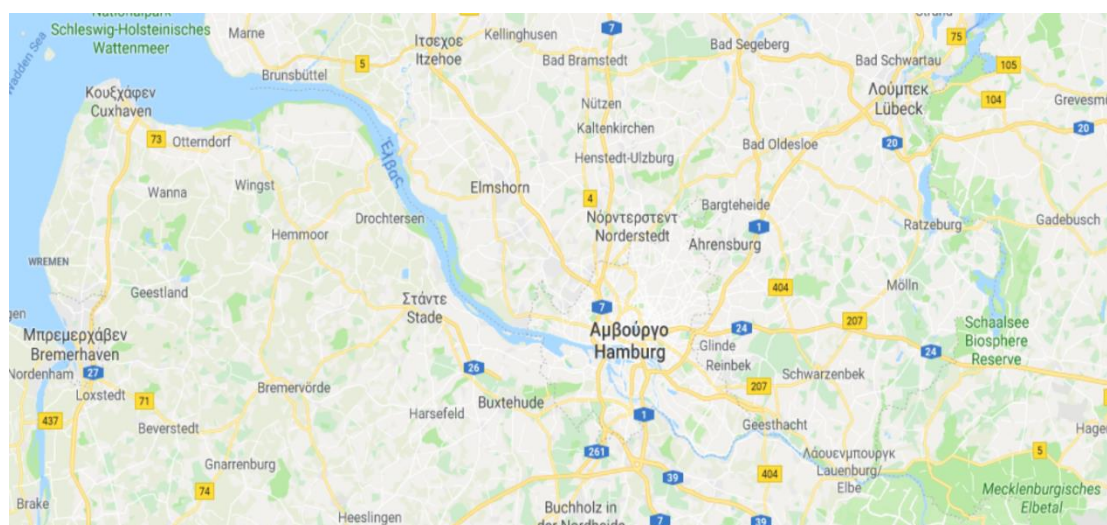 Nationalpark
Schleswig-Holsteinisches
Wattenmeer
Wadden Sea
Marne
Ιτσεχοε
Itzehoe
Kellinghusen
7
Bad Bramstedt
Bad Segeberg
75
Bad Schwartau
105
5
Brunsbüttel
Κουξχάφεν
Cuxhaven
Nützen
Λούμπεκ
Lübeck
104
Grevesmü
73
Otterndorf
Kaltenkirchen
20
Έλβας
Henstedt-Ulzburg
Bad Oldesloe
20
Wanna
Wingst
Elmshorn
4
Drochtersen
Νόρντερστεντ
Norderstedt
Bargteheide
1
Ratzeburg
Gadebusch
Hemmoor
Ahrensburg
WREMEN
Geestland
Στάντε
Stade
404
Mölln
7
gen
Μπρεμερχάβεν
Bremerhaven
Αμβούργο
Hamburg
24
207
Schaalsee
Biosphere
Reserve
Glinde
24
Nordenham
27
26
Reinbek
Schwarzenbek
Loxstedt
71
Bremervörde
207
437
Beverstedt
Harsefeld
Buxtehude
1
Geesthacht
Hagen
261
Λάουενμπουργκ
Lauenburg/
Elbe
5
Gnarrenburg
39
404
74
Mecklenburgisches
Elbetal
Brake
Heeslingen
Buchholz in
der Nordheide
7
39